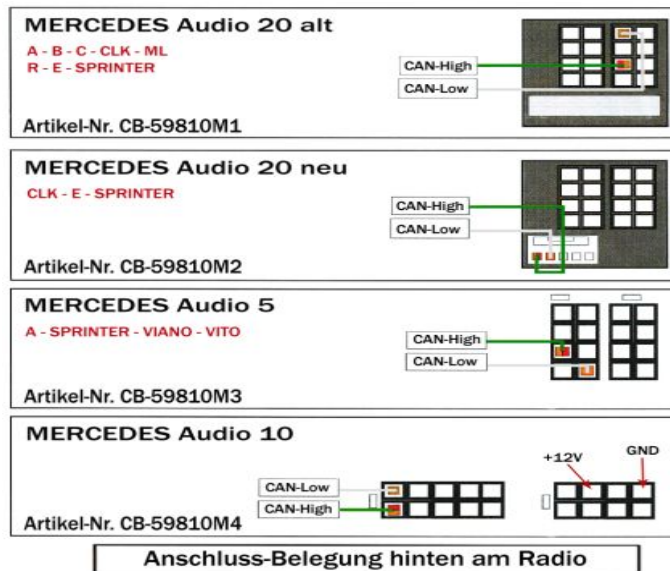 MERCEDES Audio 20 alt
A - B - C - CLK - ML
R - E - SPRINTER
CAN-High
CAN-Low
Artikel-Nr. CB-59810M1
MERCEDES Audio 20 neu
CLK - E - SPRINTER
CAN-High
CAN-Low
Artikel-Nr. CB-59810M2
MERCEDES Audio 5
A - SPRINTER - VIANO - VITO
CAN-High
CAN-Low
Artikel-Nr. CB-59810M3
MERCEDES Audio 10
+12V
GND
CAN-Low
CAN-High
Artikel-Nr. CB-59810M4
Anschluss-Belegung hinten am Radio